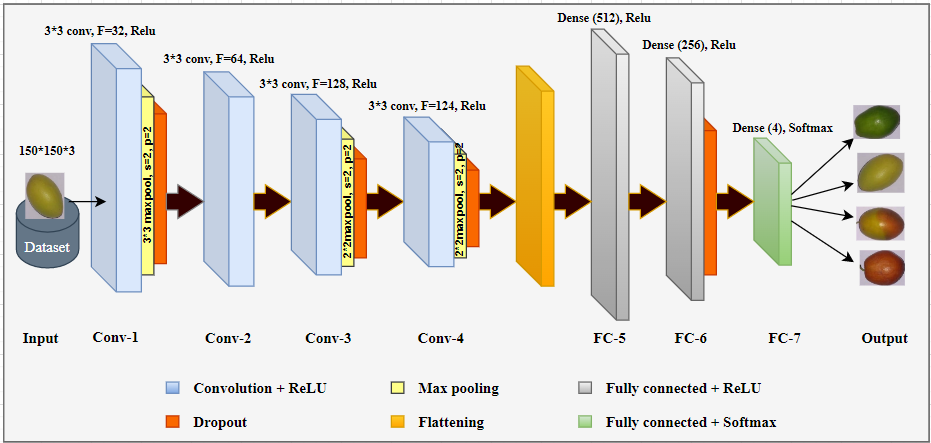 Dense (512), Relu
3*3 conv, F=32, Relu
Dense (256), Relu
3*3 conv, F=64, Relu
3*3 conv, F=128, Relu
3*3 conv, F=124, Relu
Dense (4), Softmax
150*150*3
3*3 maxpool, s=2, p=2
2*2maxpool, s=2, p=2
2*2maxpool, s=2, p=2
Dataset
Input
Conv-1
Conv-2
Conv-3
Conv-4
FC-5
FC-6
FC-7
Output
Convolution + ReLU
Max pooling
Fully connected + ReLU
Dropout
Flattening
Fully connected + Softmax